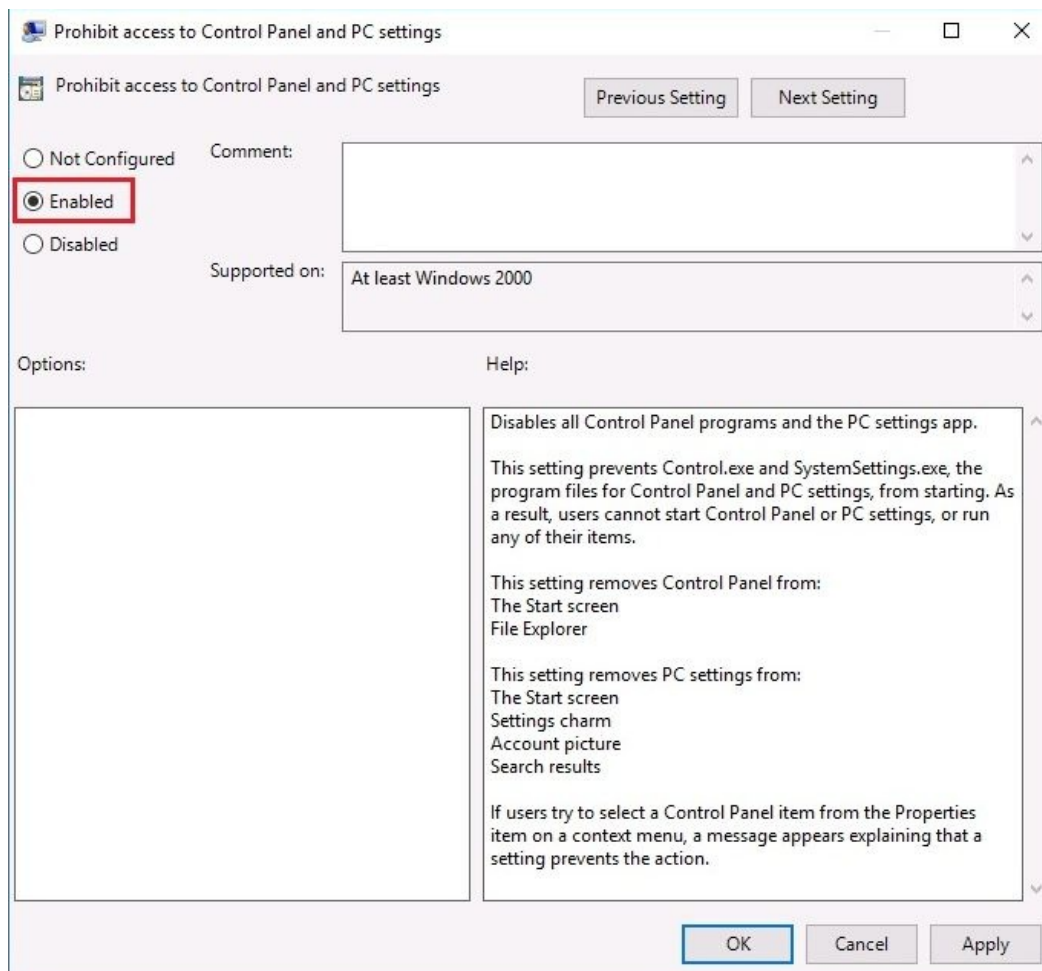 Prohibit access to Control Panel and PC settings
Prohibit access to Control Panel and PC settings
Previous Setting
Next Setting
Not Configured
Comment:
Enabled
Disabled
Supported on:
At least Windows 2000
Options:
Help:
Disables all Control Panel programs and the PC settings app.
This setting prevents Control.exe and SystemSettings.exe, the
program files for Control Panel and PC settings, from starting. As
a result, users cannot start Control Panel or PC settings, or run
any of their items.
This setting removes Control Panel from:
The Start screen
File Explorer
This setting removes PC settings from:
The Start screen
Settings charm
Account picture
Search results
If users try to select a Control Panel item from the Properties
item on a context menu, a message appears explaining that a
setting prevents the action.
OK
Cancel
Apply